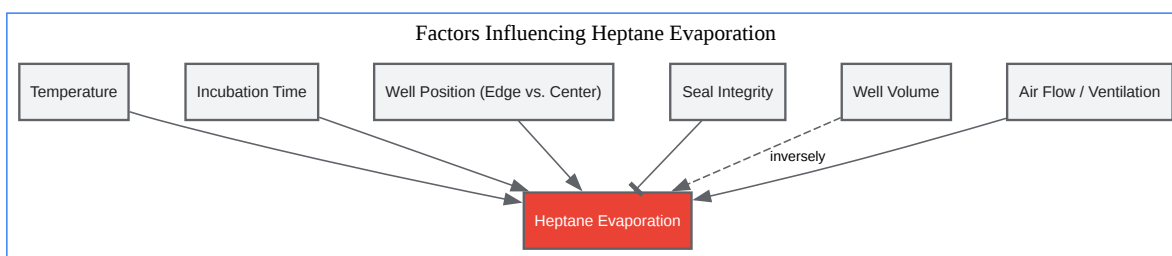 Factors Influencing Heptane Evaporation
Temperature
Incubation Time
Well Position (Edge vs. Center)
Seal Integrity
Well Volume
Air Flow / Ventilation
inversely
Heptane Evaporation